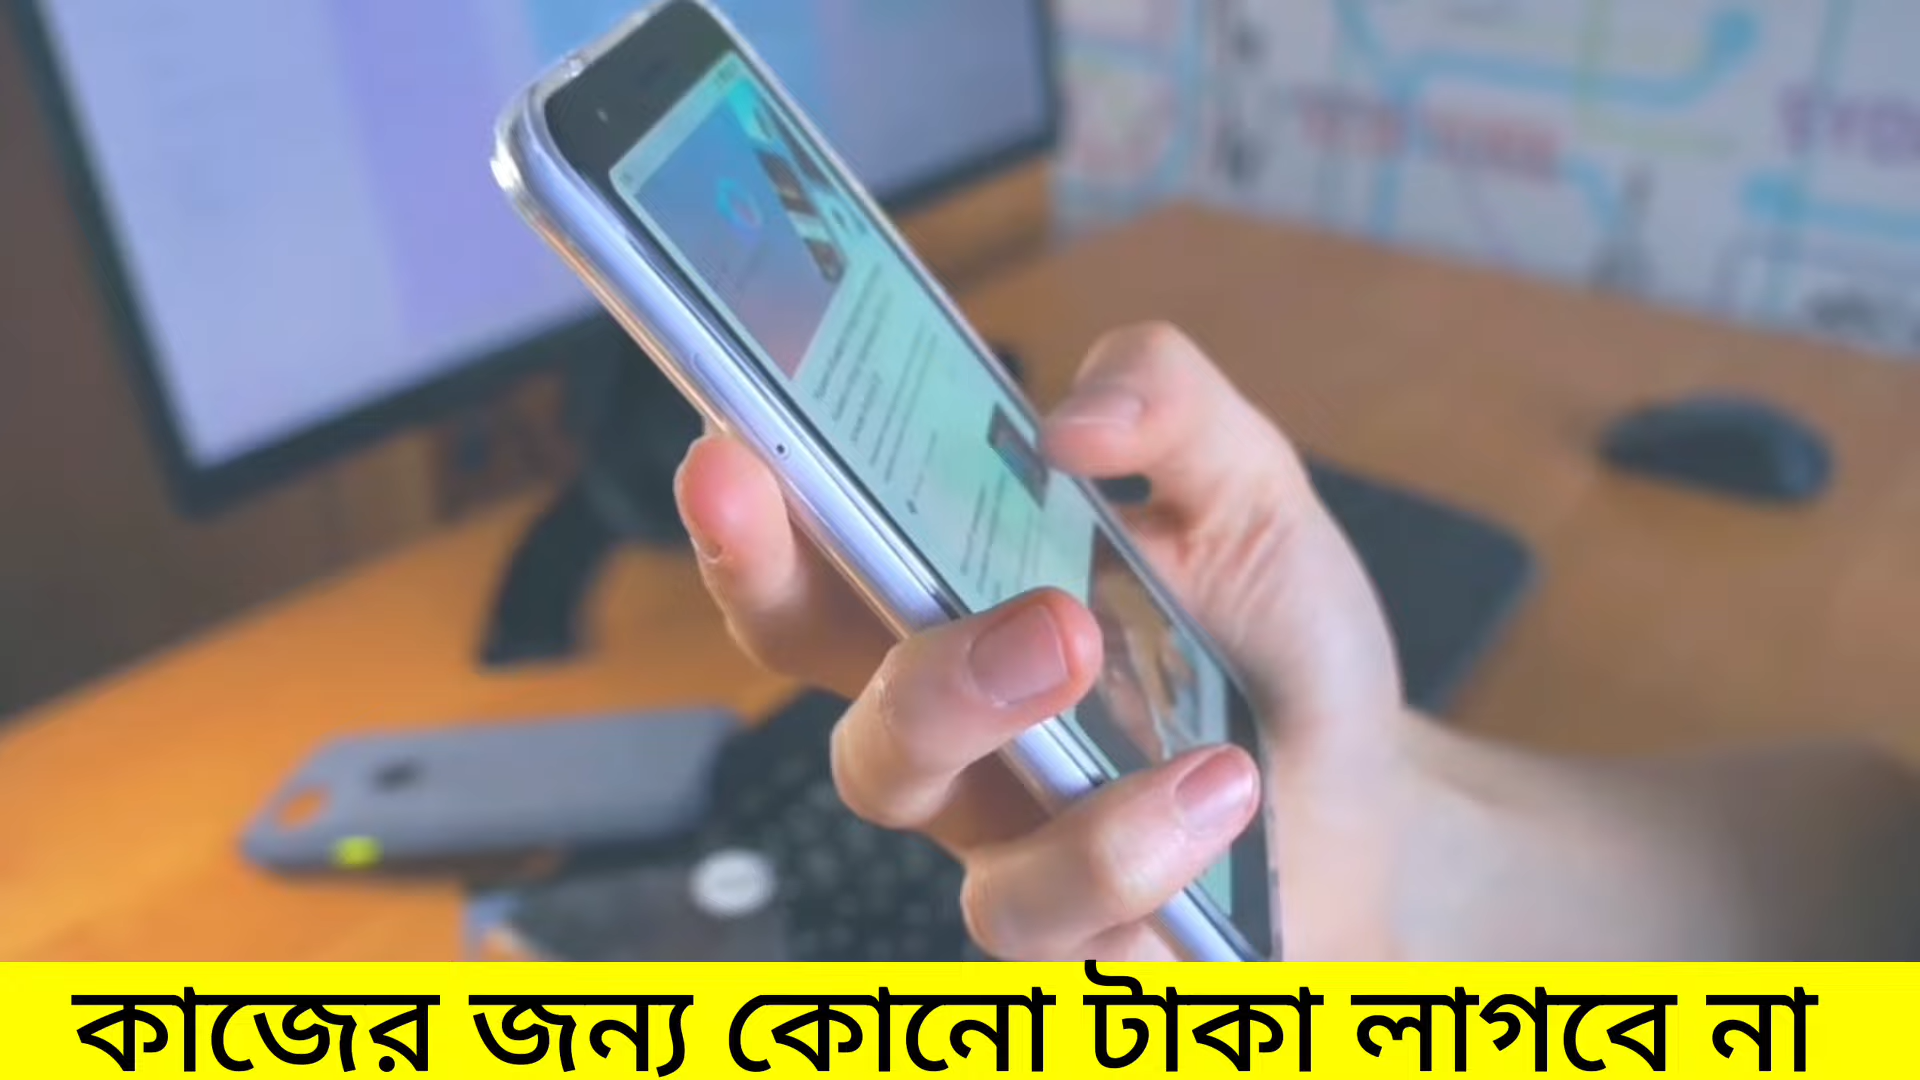 কাজের জন্য কোনো টাকা লাগবে না